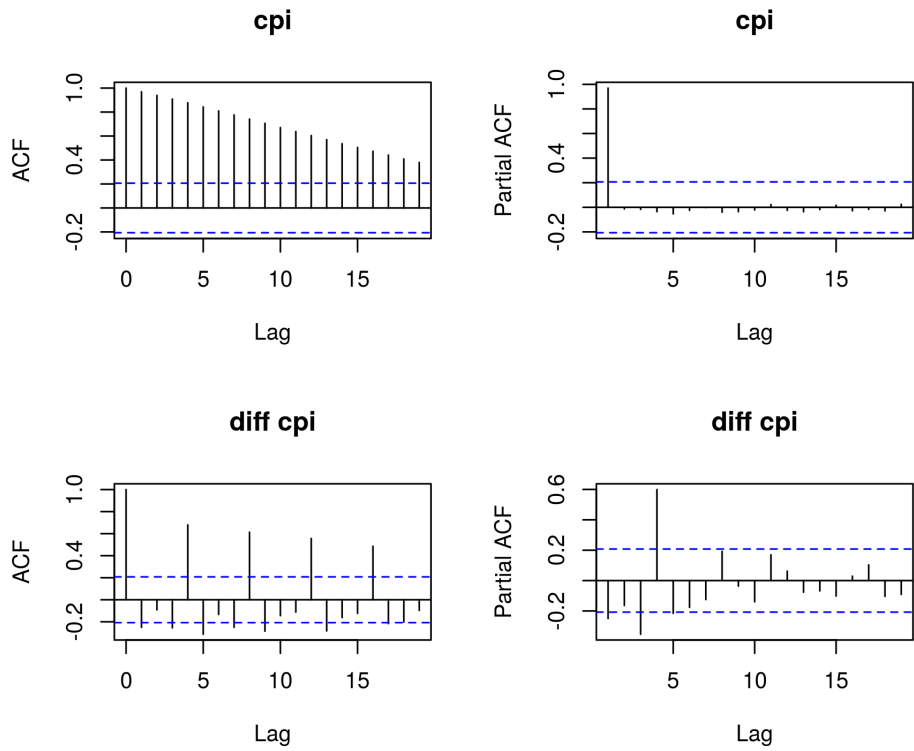 cpi
ACF
1.0
0.4
-0.2
0 5 10 15
Lag
cpi
Partial ACF
1.0
0.4
-0.2
5 10 15
Lag
diff cpi
ACF
1.0
0.4
-0.2
0 5 10 15
Lag
diff cpi
Partial ACF
0.6
0.2
-0.2
5 10 15
Lag